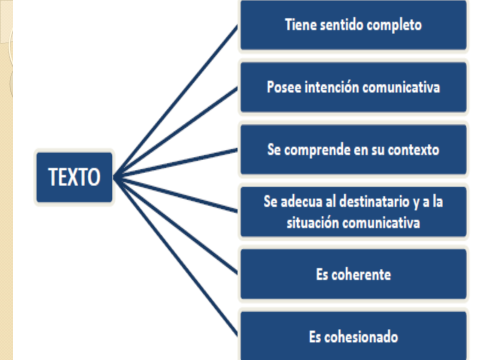 TEXTO
Tiene sentido completo
Posee intención comunicativa
Se comprende en su contexto
Se adecua al destinatario y a la
situación comunicativa
Es coherente
Es cohesionado